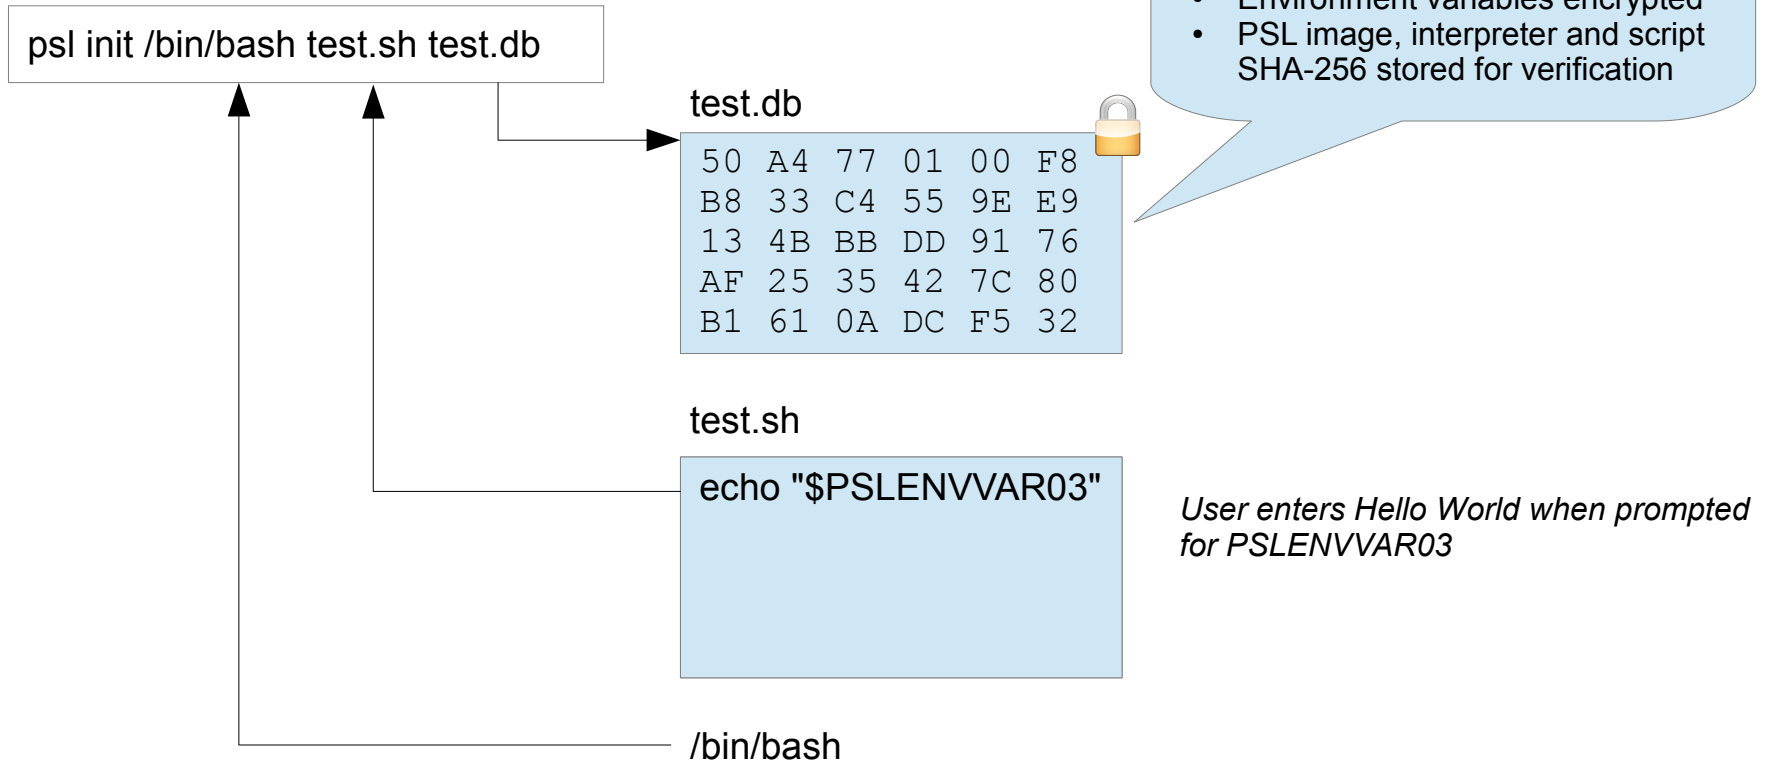 psl init /bin/bash test.sh test.db
• Environment variables encrypted
• PSL image, interpreter and script
SHA-256 stored for verification
test.db
50 A4 77 01 00 F8
B8 33 C4 55 9E E9
13 4B BB DD 91 76
AF 25 35 42 7C 80
B1 61 0A DC F5 32
test.sh
echo "$PSLENVVAR03"
User enters Hello World when prompted
for PSLENVVAR03
/bin/bash